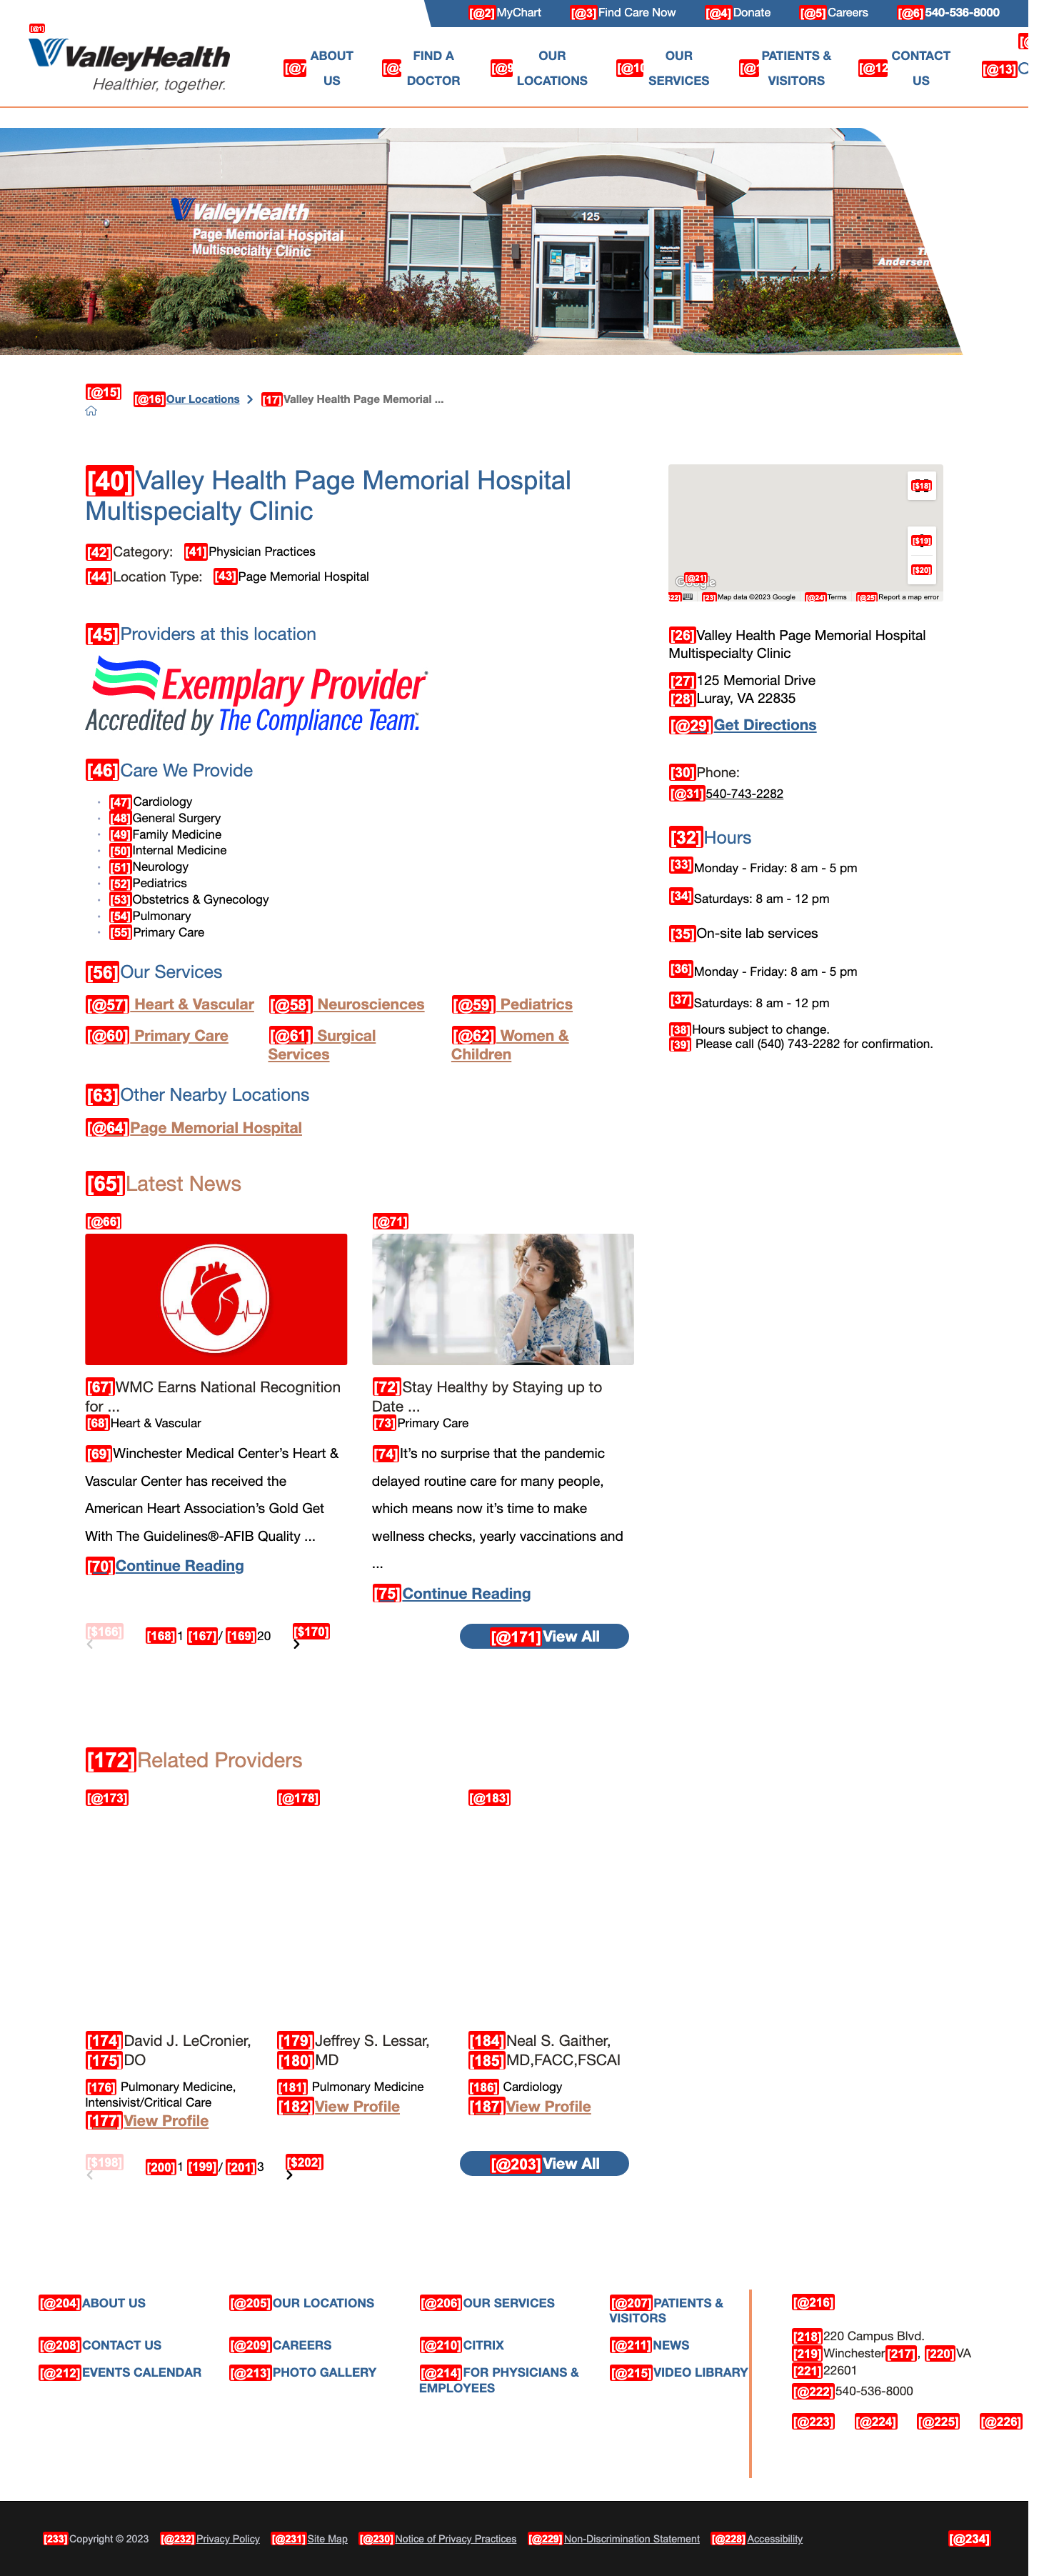 [@1]
[@2] MyChart [@3] Find Care Now [@4] Donate [@5] Careers [@6] 540-536-8000
ValleyHealth
Healthier, together.
ABOUT US
FIND A DOCTOR
OUR LOCATIONS
OUR SERVICES
PATIENTS & VISITORS
[@12 CONTACT US
[@13]
ValleyHealth
Page Memorial Hospital
Multispecialty Clinic
125
[@15]
[@16] Our Locations [17] Valley Health Page Memorial ...
[40] Valley Health Page Memorial Hospital
Multispecialty Clinic
[42] Category: [41] Physician Practices
[44] Location Type: [43] Page Memorial Hospital
[45] Providers at this location
Exemplary Provider
Accredited by The Compliance Team
[46] Care We Provide
[47] Cardiology
[48] General Surgery
[49] Family Medicine
[50] Internal Medicine
[51] Neurology
[52] Pediatrics
[53] Obstetrics & Gynecology
[54] Pulmonary
[55] Primary Care
[56] Our Services
[@57] Heart & Vascular [@58] Neurosciences [@59] Pediatrics
[@60] Primary Care [@61] Surgical Services [@62] Women & Children
[63] Other Nearby Locations
[@64] Page Memorial Hospital
[$18]
[$19]
[$20]
[@21]
Google
[23] Map data ©2023 Google [@24] Terms [@25] Report a map error
[26] Valley Health Page Memorial Hospital
Multispecialty Clinic
[27] 125 Memorial Drive
[28] Luray, VA 22835
[@29] Get Directions
[30] Phone:
[@31] 540-743-2282
[32] Hours
[33] Monday - Friday: 8 am - 5 pm
[34] Saturdays: 8 am - 12 pm
[35] On-site lab services
[36] Monday - Friday: 8 am - 5 pm
[37] Saturdays: 8 am - 12 pm
[38] Hours subject to change.
[39] Please call (540) 743-2282 for confirmation.
[65] Latest News
[@66]
[67] WMC Earns National Recognition
for ...
[68] Heart & Vascular
[69] Winchester Medical Center’s Heart &
Vascular Center has received the
American Heart Association’s Gold Get
With The Guidelines®-AFIB Quality ...
[70] Continue Reading
[@71]
[72] Stay Healthy by Staying up to
Date ...
[73] Primary Care
[74] It’s no surprise that the pandemic
delayed routine care for many people,
which means now it’s time to make
wellness checks, yearly vaccinations and
...
[75] Continue Reading
[$166] [168] 1 [167] / [169] 20 [$170] [@171] View All
[172] Related Providers
[@173] [@178] [@183]
[174] David J. LeCronier,
[175] DO
[176] Pulmonary Medicine,
Intensivist/Critical Care
[177] View Profile
[179] Jeffrey S. Lessar,
[180] MD
[181] Pulmonary Medicine
[182] View Profile
[184] Neal S. Gaither,
[185] MD,FACC,FSCAI
[186] Cardiology
[187] View Profile
[$198] [200] 1 [199] / [201] 3 [$202] [@203] View All
[@204] ABOUT US [@205] OUR LOCATIONS [@206] OUR SERVICES [@207] PATIENTS & VISITORS
[@208] CONTACT US [@209] CAREERS [@210] CITRIX [@211] NEWS
[@212] EVENTS CALENDAR [@213] PHOTO GALLERY [@214] FOR PHYSICIANS & EMPLOYEES [@215] VIDEO LIBRARY
[@216]
[218] 220 Campus Blvd.
[219] Winchester [217], [220] VA
[221] 22601
[@222] 540-536-8000
[@223] [@224] [@225] [@226]
[233] Copyright © 2023 [@232] Privacy Policy [@231] Site Map [@230] Notice of Privacy Practices [@229] Non-Discrimination Statement [@228] Accessibility [@234]